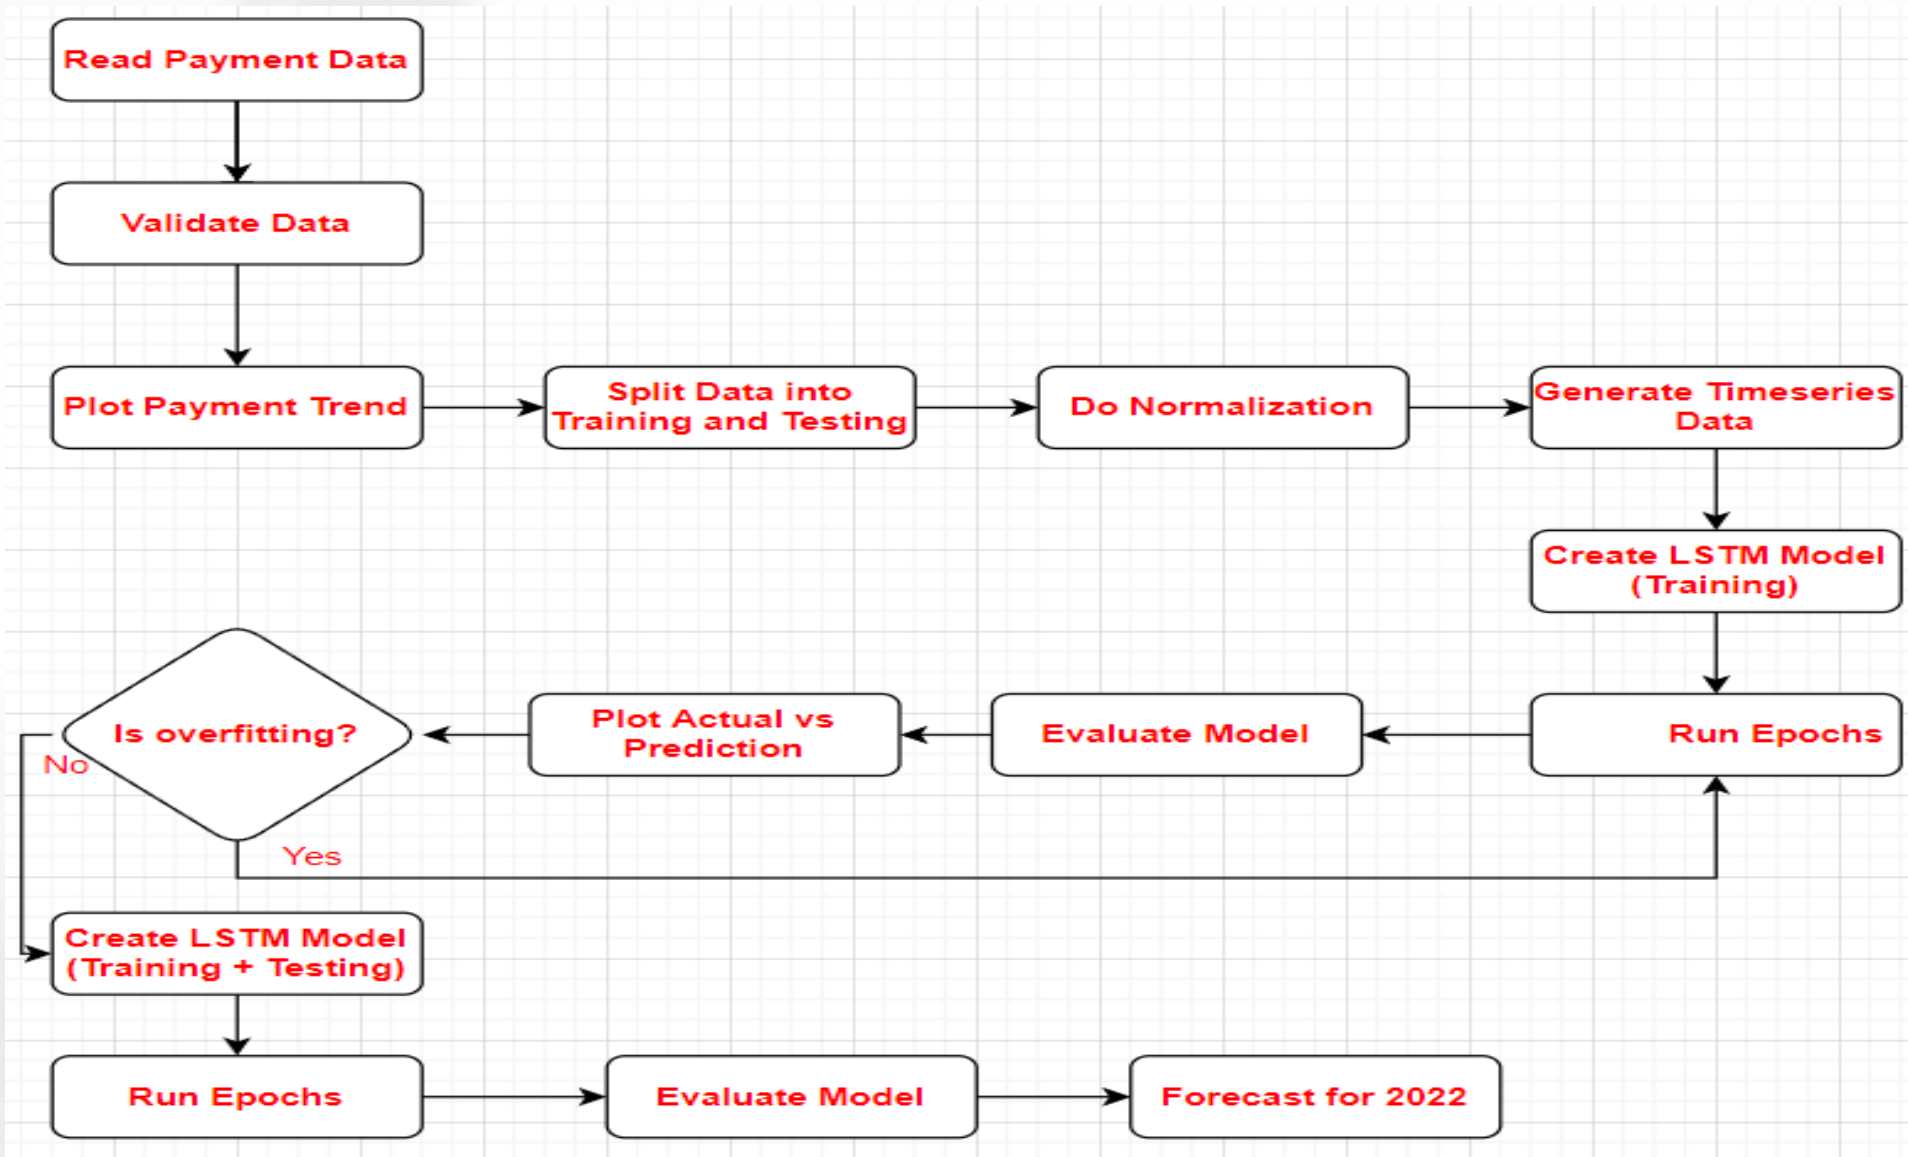 Read Payment Data
Validate Data
Plot Payment Trend
Split Data into
Training and Testing
Do Normalization
Generate Timeseries
Data
Create LSTM Model
(Training)
Run Epochs
Evaluate Model
Plot Actual vs
Prediction
Is overfitting?
No
Yes
Create LSTM Model
(Training + Testing)
Run Epochs
Evaluate Model
Forecast for 2022